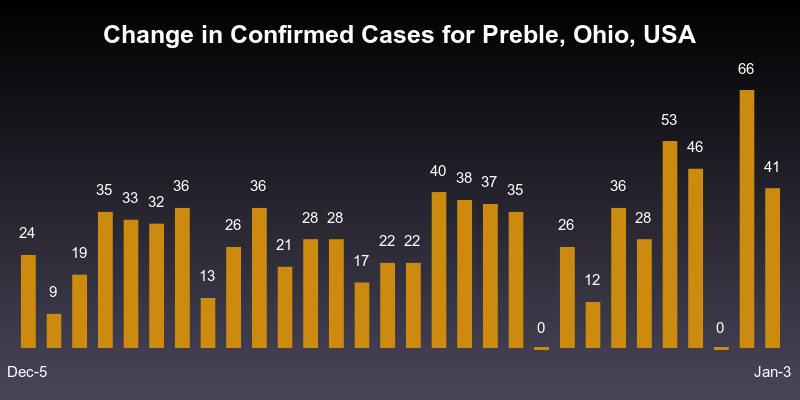 Change in Confirmed Cases for Preble, Ohio, USA
24 9 19 35 33 32 36 13 26 36 21 28 28 17 22 22 40 38 37 35 0 26 12 36 28 53 46 0 66 41
Dec-5 Jan-3